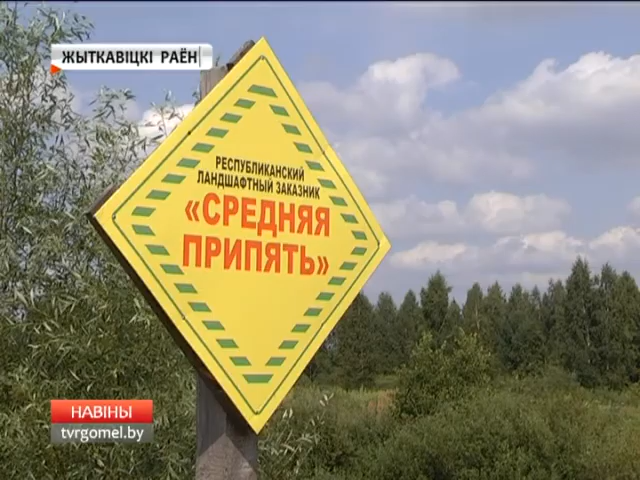 ЖЫТКАВІЦКІ РАЁН
РЕСПУБЛИКАНСКИЙ
ЛАНДШАФТНЫЙ ЗАКАЗНИК
«СРЕДНЯЯ
ПРИПЯТЬ»
НАВІНЫ
tvrgomel.by